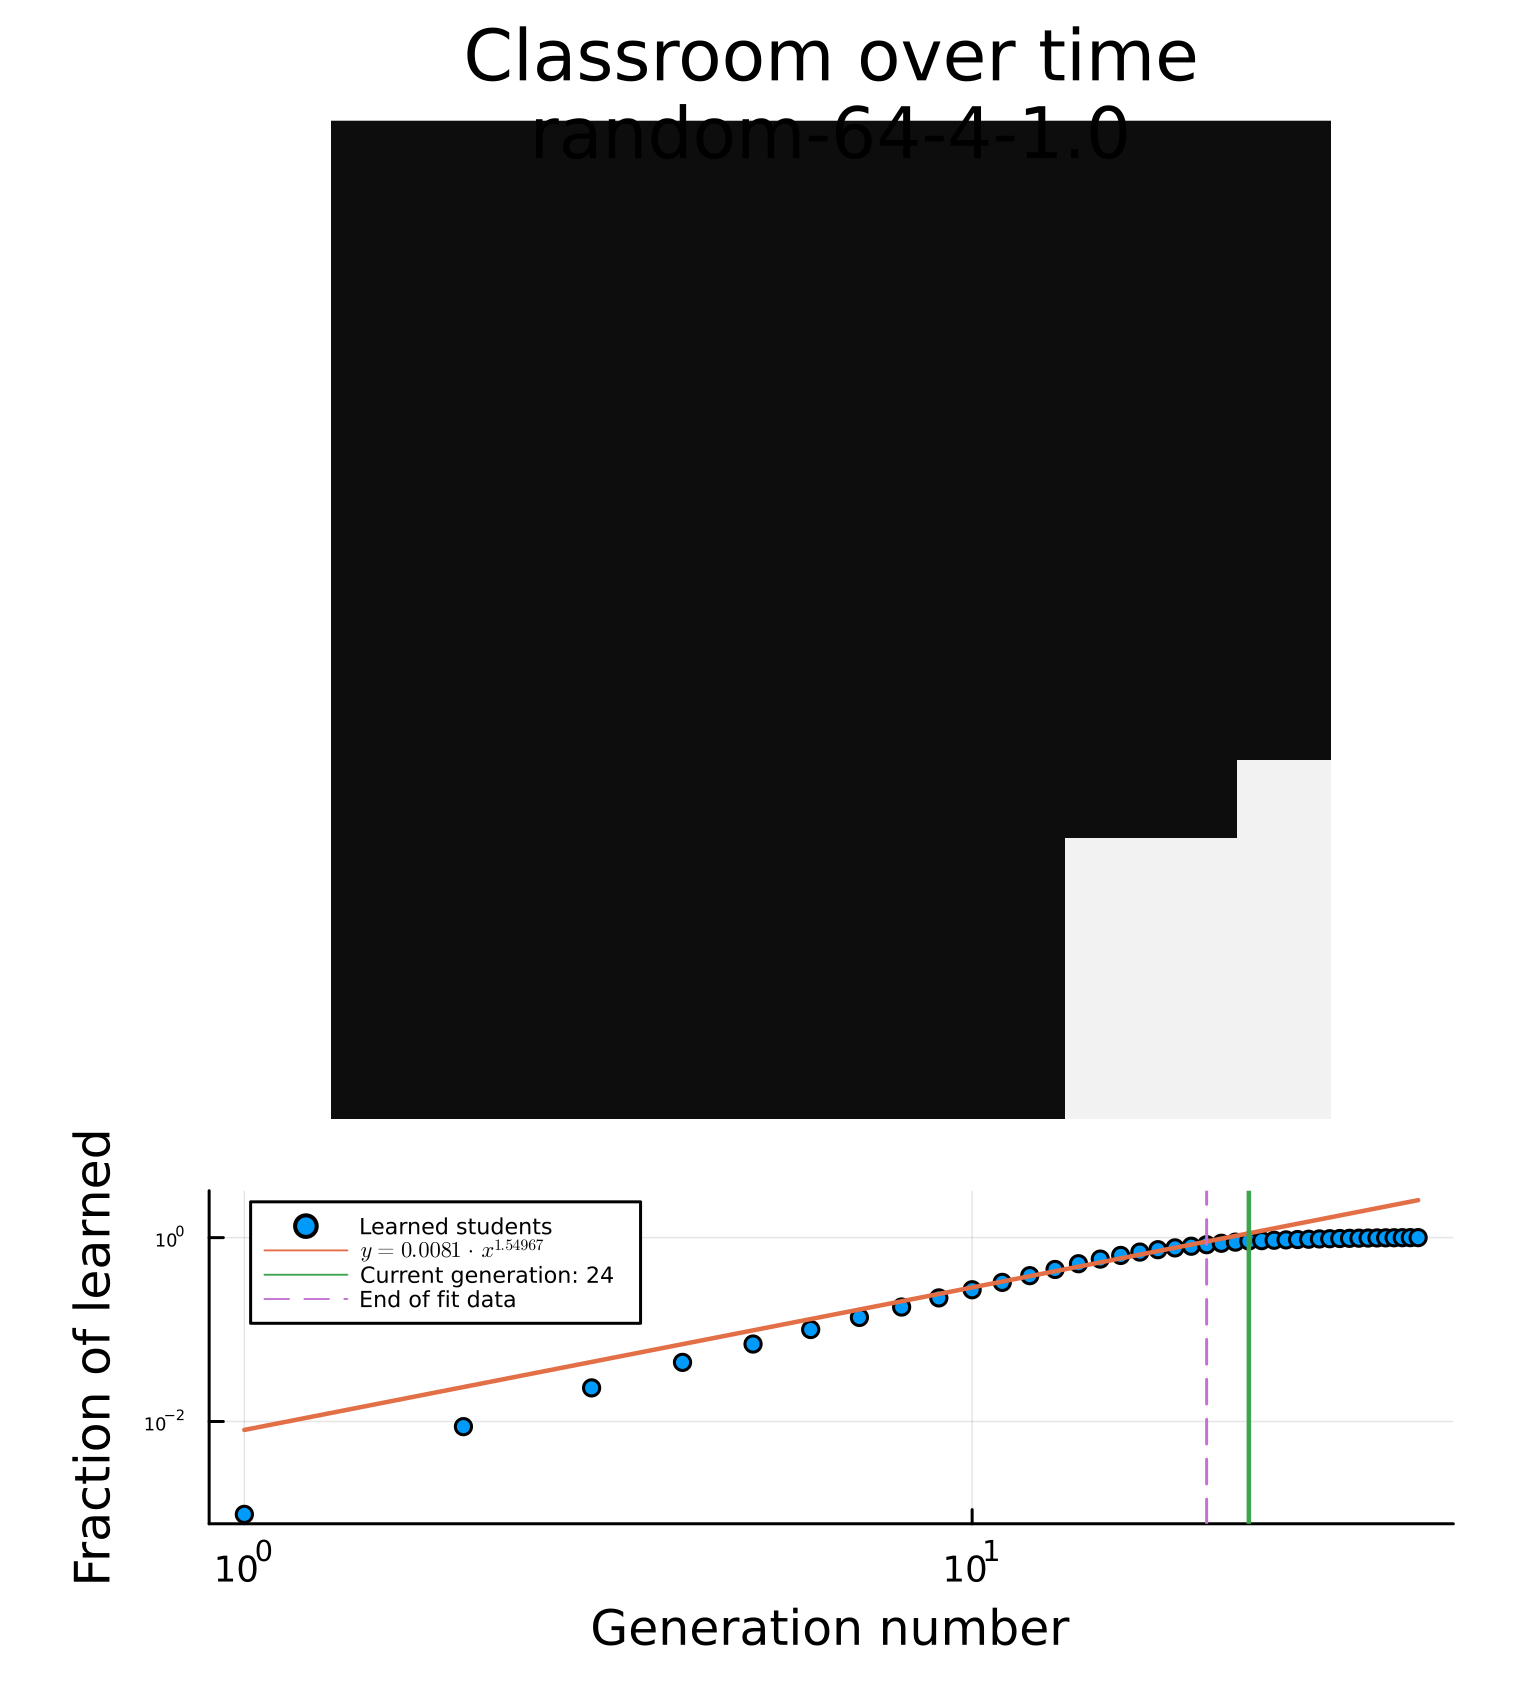 Classroom over time
random-64-4-1.0
Fraction of learned
10^0
10^-2
Learned students
y = 0.0081 · x^1.54967
Current generation: 24
End of fit data
10^0
10^1
Generation number